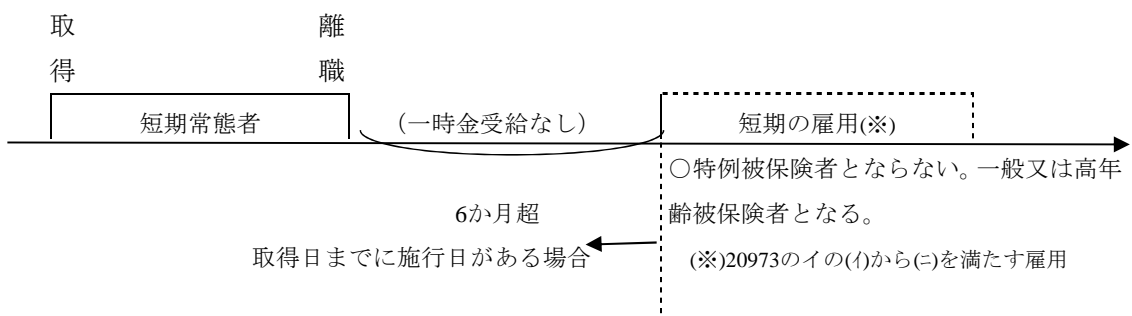 取得
離職
短期常態者
（一時金受給なし）
短期の雇用(※)
○特例被保険者とならない。一般又は高年
齢被保険者となる。
6か月超
取得日までに施行日がある場合
(※)20973のイの(ｲ)から(ﾆ)を満たす雇用